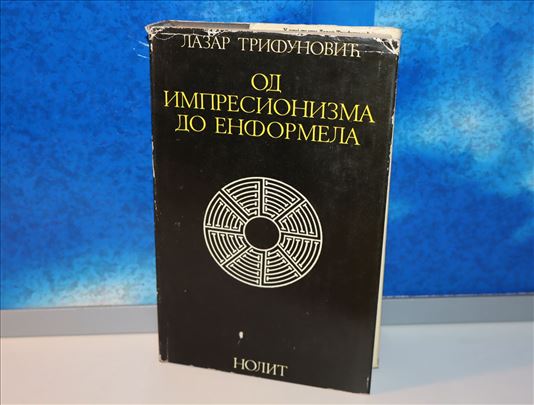 ЛАЗАР ТРИФУНОВИЋ
ОД
ИМПРЕСИОНИЗМА
ДО ЕНФОРМЕЛА
НОЛИТ